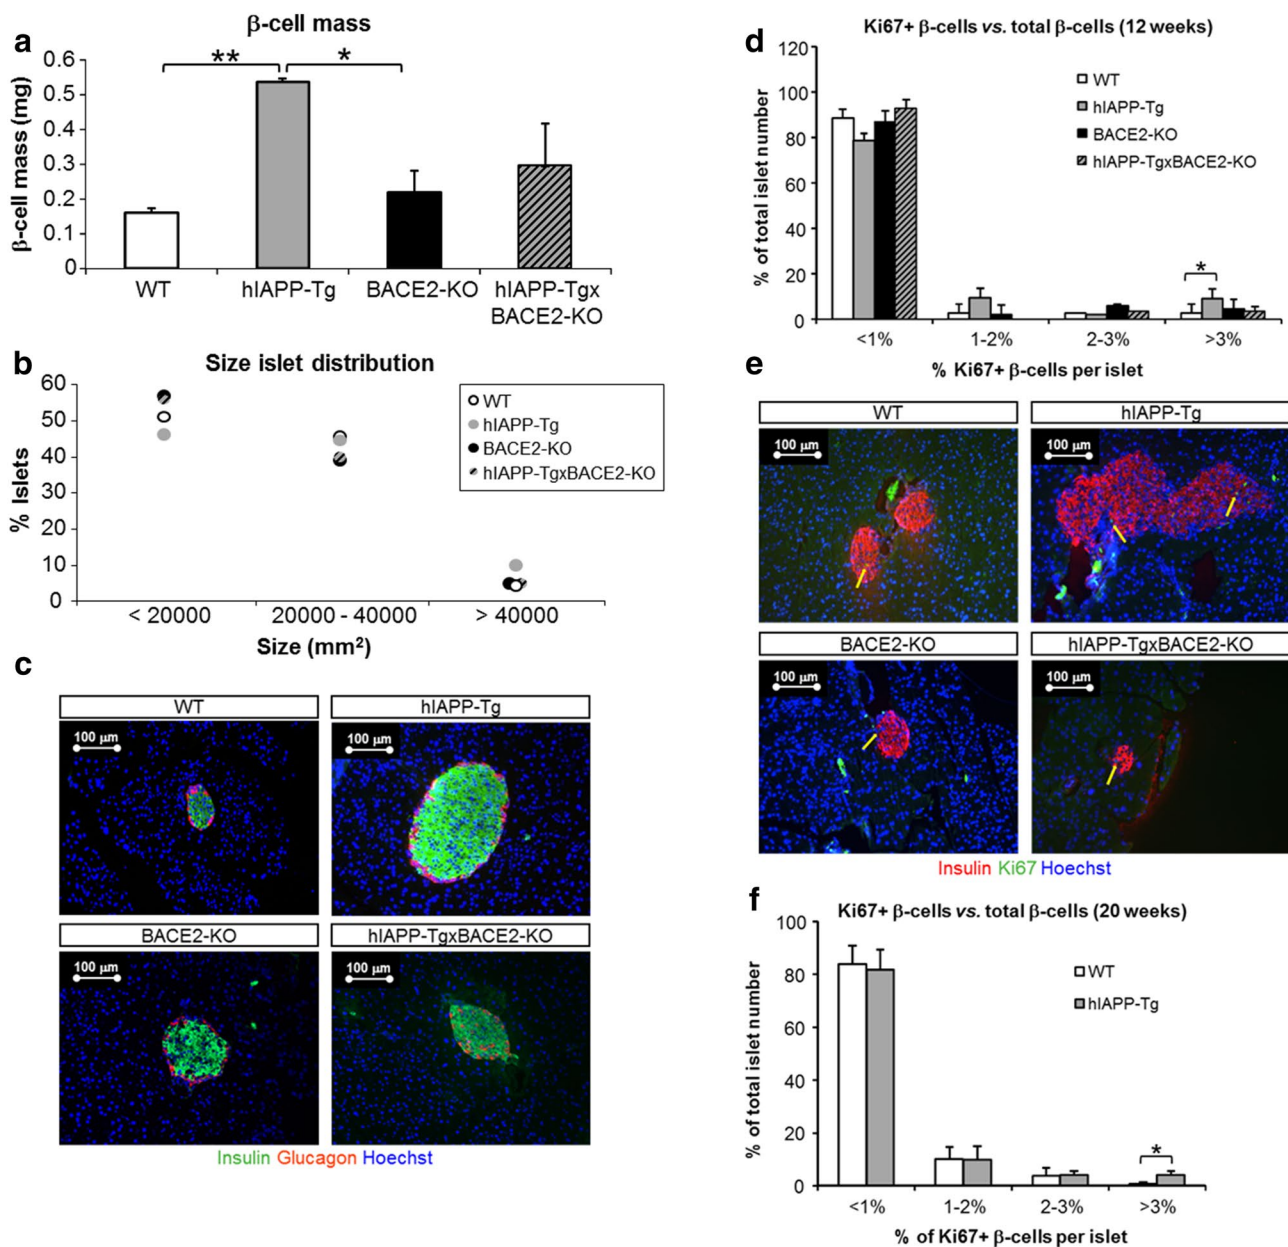 a
β-cell mass
β-cell mass (mg)
0.6
0.5
0.4
0.3
0.2
0.1
0
** *
WT hIAPP-Tg BACE2-KO hIAPP-Tgx
BACE2-KO
b
Size islet distribution
% Islets
60
50
40
30
20
10
0
WT
hIAPP-Tg
BACE2-KO
hIAPP-TgxBACE2-KO
< 20000 20000 - 40000 > 40000
Size (mm²)
c
WT hIAPP-Tg
100 µm 100 µm
BACE2-KO hIAPP-TgxBACE2-KO
100 µm 100 µm
Insulin Glucagon Hoechst
d
Ki67+ β-cells vs. total β-cells (12 weeks)
% of total islet number
120
100
80
60
40
20
0
WT
hIAPP-Tg
BACE2-KO
hIAPP-TgxBACE2-KO
*
<1% 1-2% 2-3% >3%
% Ki67+ β-cells per islet
e
WT hIAPP-Tg
100 µm 100 µm
BACE2-KO hIAPP-TgxBACE2-KO
100 µm 100 µm
Insulin Ki67 Hoechst
f
Ki67+ β-cells vs. total β-cells (20 weeks)
% of total islet number
100
80
60
40
20
0
WT
hIAPP-Tg
*
<1% 1-2% 2-3% >3%
% of Ki67+ β-cells per islet